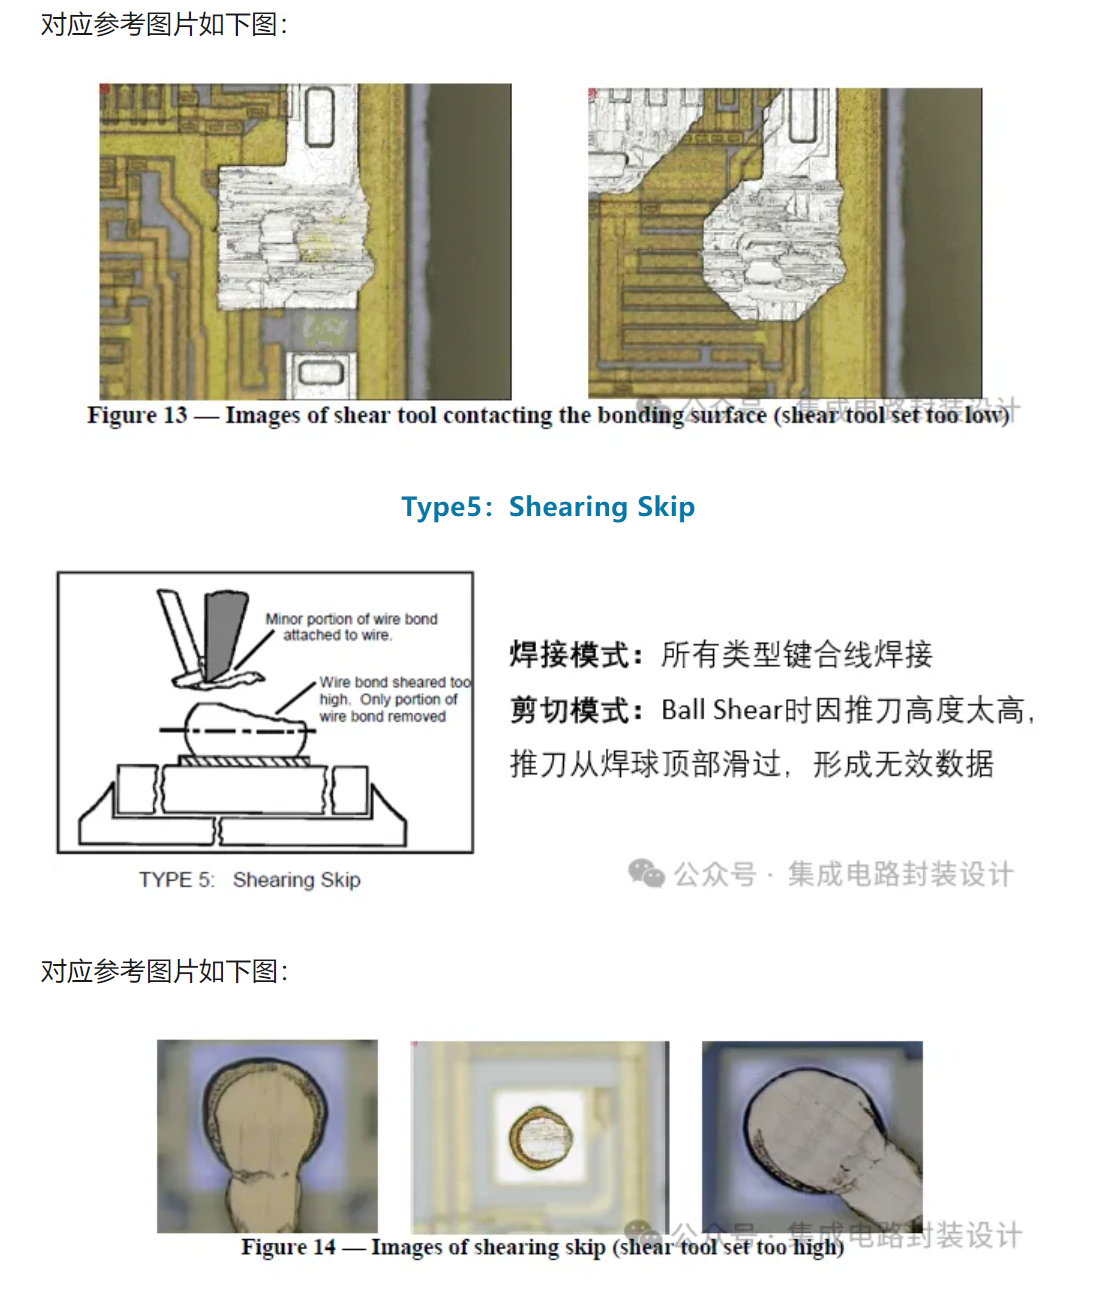 对应参考图片如下图：
Figure 13 — Images of shear tool contacting the bonding surface (shear tool set too low)
公众号 · 集成电路封装设计
Type5：Shearing Skip
Minor portion of wire bond
attached to wire.
Wire bond sheared too
high. Only portion of
wire bond removed
TYPE 5: Shearing Skip
焊接模式：所有类型键合线焊接
剪切模式：Ball Shear时因推刀高度太高，
推刀从焊球顶部滑过，形成无效数据
公众号 · 集成电路封装设计
对应参考图片如下图：
公众号 · 集成电路封装设计
Figure 14 — Images of shearing skip (shear tool set too high)